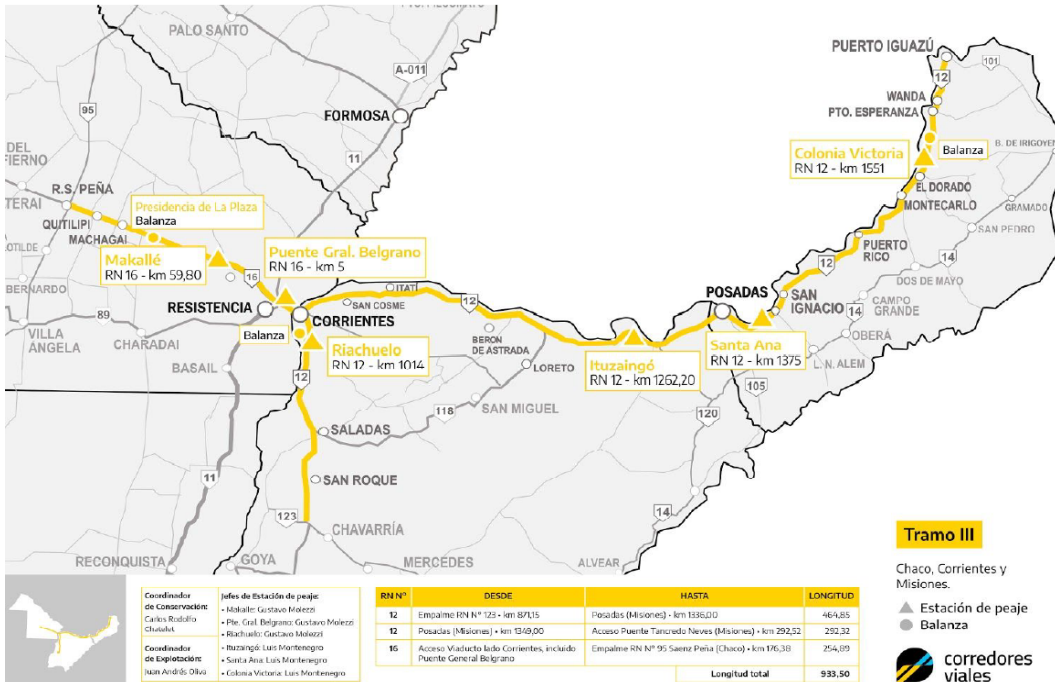 PALO SANTO
A-011
PUERTO IGUAZÚ
12
101
95
FORMOSA
WANDA
PTO. ESPERANZA
11
Balanza
Colonia Victoria
RN 12 - km 1551
B. DE IRIGOYEN
DEL
FIERNO
R.S. PEÑA
EL DORADO
MONTECARLO
GRAMADO
TERAI
Presidencia de La Plaza
Balanza
QUITILIPI
MACHAGAI
SAN PEDRO
Puente Gral. Belgrano
RN 16 - km 5
PUERTO
RICO
OTILDE
Makallé
RN 16 - km 59,80
16
12
14
DOS DE MAYO
BERNARDO
ITATÍ
POSADAS
SAN
IGNACIO
CAMPO
GRANDE
RESISTENCIA
SAN COSME
12
14
89
CORRIENTES
VILLA
ÁNGELA
CHARADAI
Balanza
Riachuelo
RN 12 - km 1014
BERON
DE ASTRADA
Ituzaingó
RN 12 - km 1262,20
Santa Ana
RN 12 - km 1375
OBERÁ
L. N. ALEM
BASAIL
12
LORETO
105
SAN MIGUEL
118
120
SALADAS
11
SAN ROQUE
14
123
CHAVARRÍA
RECONQUISTA
GOYA
MERCEDES
ALVEAR
Tramo III
Chaco, Corrientes y
Misiones.
Estación de peaje
Balanza
corredores
viales
Coordinador
de Conservación:
Carlos Rodolfo
Chatelet
Coordinador
de Explotación:
Juan Andrés Oliva
Jefes de Estación de peaje:
• Makallé: Gustavo Molezzi
• Pte. Gral. Belgrano: Gustavo Molezzi
• Riachuelo: Gustavo Molezzi
• Ituzaingó: Luis Montenegro
• Santa Ana: Luis Montenegro
• Colonia Victoria: Luis Montenegro
RN Nº DESDE HASTA LONGITUD
12 Empalme RN Nº 123 • km 871,15 Posadas (Misiones) • km 1336,00 464,85
12 Posadas (Misiones) • km 1349,00 Acceso Puente Tancredo Neves (Misiones) • km 292,52 292,32
16 Acceso Viaducto lado Corrientes, incluido Puente General Belgrano Empalme RN Nº 95 Saenz Peña (Chaco) • km 176,38 254,89
Longitud total 933,50